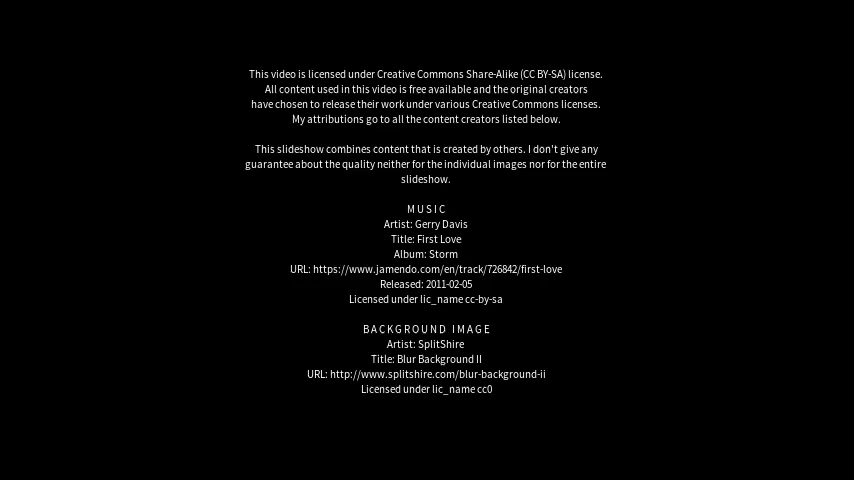 This video is licensed under Creative Commons Share-Alike (CC BY-SA) license.
All content used in this video is free available and the original creators
have chosen to release their work under various Creative Commons licenses.
My attributions go to all the content creators listed below.
This slideshow combines content that is created by others. I don't give any
guarantee about the quality neither for the individual images nor for the entire
slideshow.
MUSIC
Artist: Gerry Davis
Title: First Love
Album: Storm
URL: https://www.jamendo.com/en/track/726842/first-love
Released: 2011-02-05
Licensed under lic_name cc-by-sa
BACKGROUND IMAGE
Artist: SplitShire
Title: Blur Background II
URL: http://www.splitshire.com/blur-background-ii
Licensed under lic_name cc0